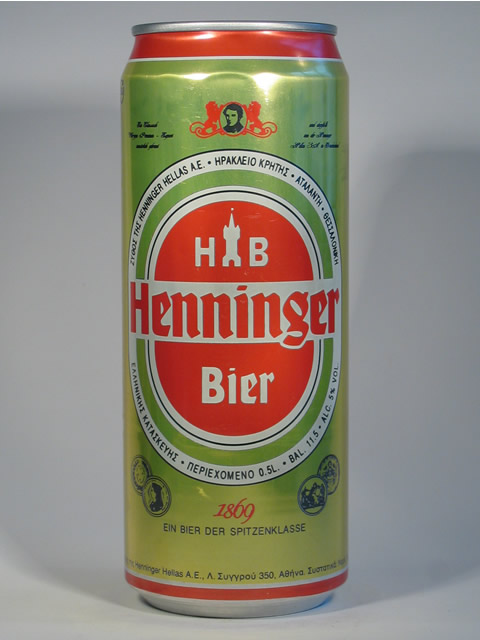 ΖΥΘΟΣ ΤΗΣ HENNINGER HELLAS A.E. • ΗΡΑΚΛΕΙΟ ΚΡΗΤΗΣ • ΑΤΑΛΑΝΤΗ • ΘΕΣΣΑΛΟΝΙΚΗ
H B
Henninger
Bier
ΕΛΛΗΝΙΚΗΣ ΚΑΤΑΣΚΕΥΗΣ • ΠΕΡΙΕΧΟΜΕΝΟ 0.5L. • BAL. 11.5 • ALC. 5% VOL.
1869
EIN BIER DER SPITZENKLASSE
Henninger Hellas A.E., Λ. Συγγρού 350, Αθήνα. Συστατικά